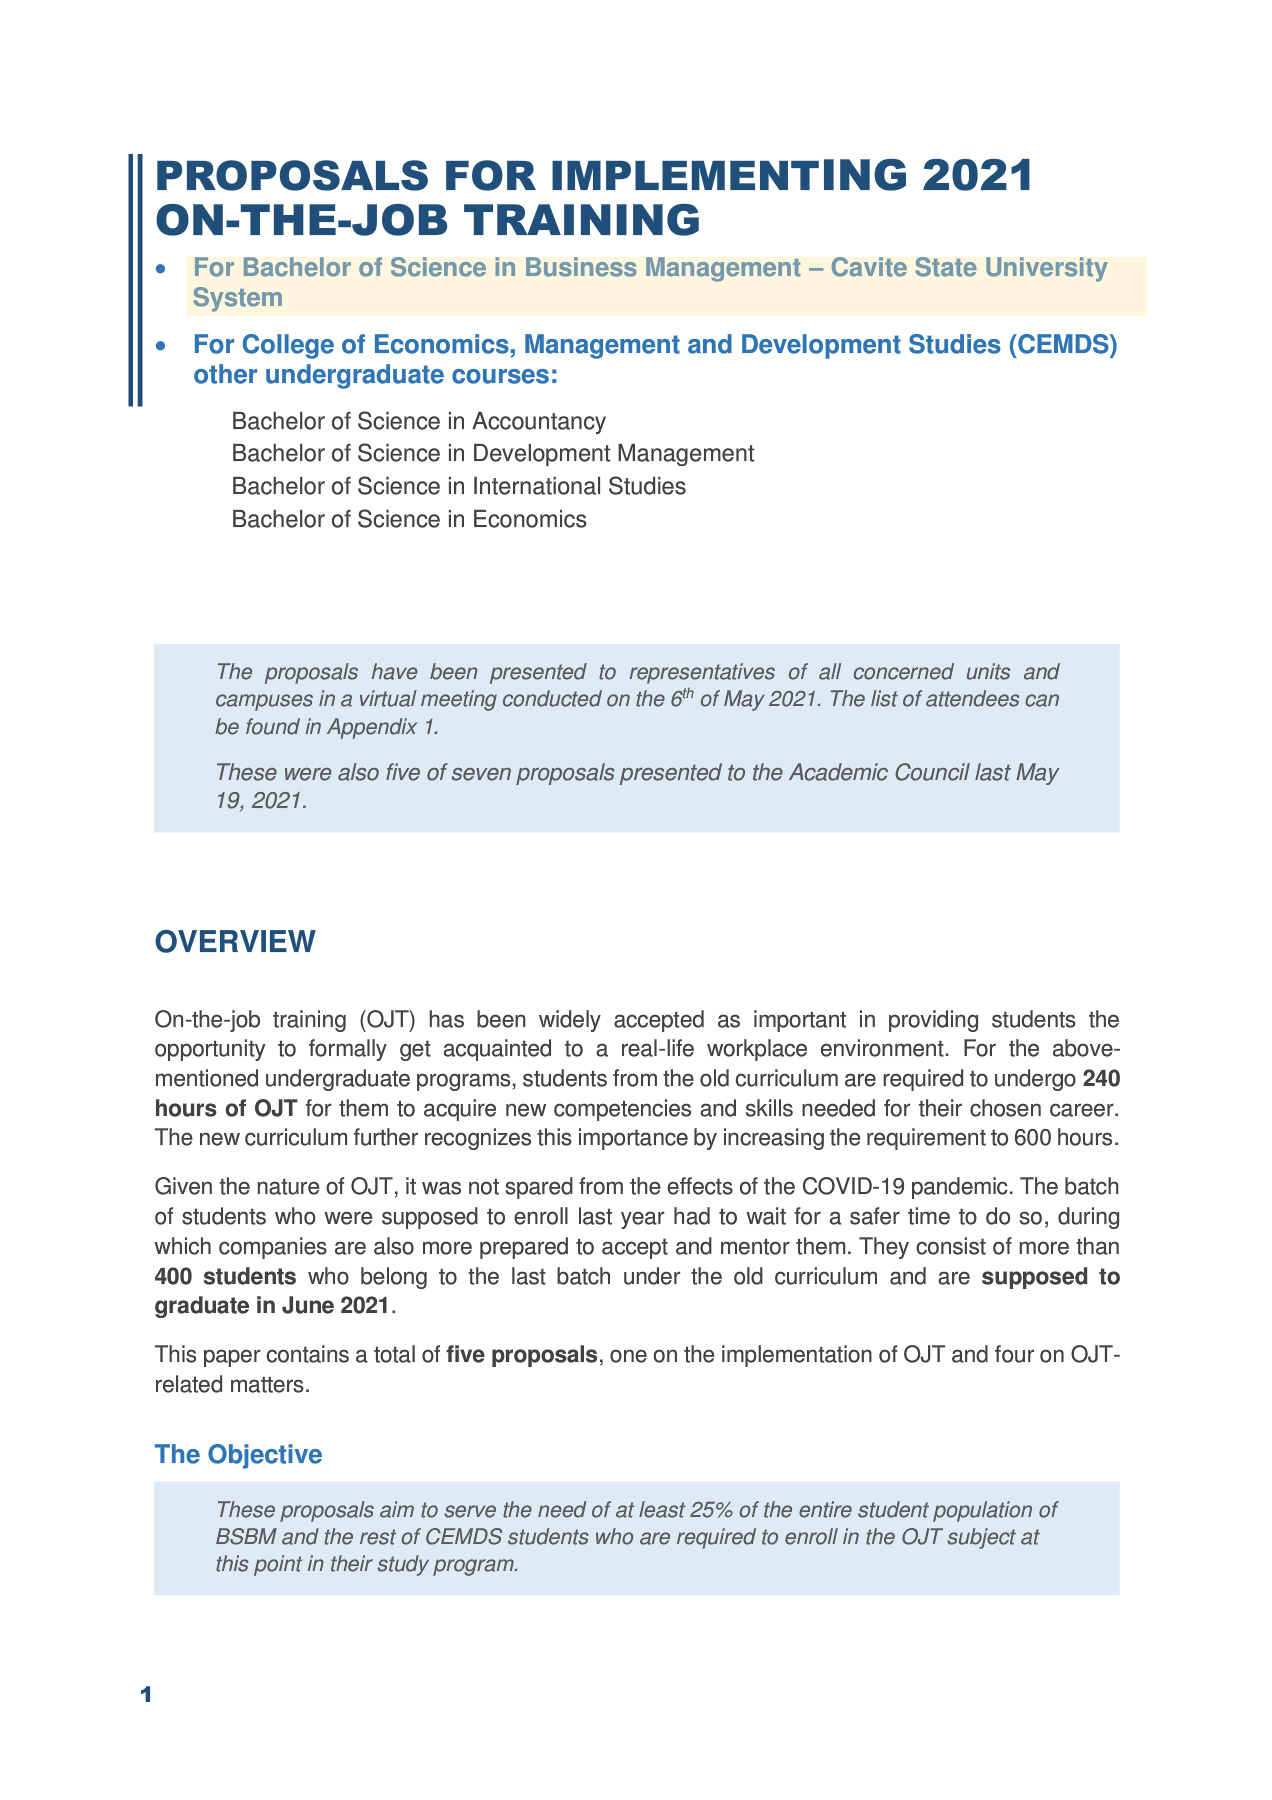 PROPOSALS FOR IMPLEMENTING 2021
ON-THE-JOB TRAINING
• For Bachelor of Science in Business Management – Cavite State University
System
• For College of Economics, Management and Development Studies (CEMDS)
other undergraduate courses:
Bachelor of Science in Accountancy
Bachelor of Science in Development Management
Bachelor of Science in International Studies
Bachelor of Science in Economics
The proposals have been presented to representatives of all concerned units and
campuses in a virtual meeting conducted on the 6th of May 2021. The list of attendees can
be found in Appendix 1.
These were also five of seven proposals presented to the Academic Council last May
19, 2021.
OVERVIEW
On-the-job training (OJT) has been widely accepted as important in providing students the
opportunity to formally get acquainted to a real-life workplace environment. For the above-
mentioned undergraduate programs, students from the old curriculum are required to undergo 240
hours of OJT for them to acquire new competencies and skills needed for their chosen career.
The new curriculum further recognizes this importance by increasing the requirement to 600 hours.
Given the nature of OJT, it was not spared from the effects of the COVID-19 pandemic. The batch
of students who were supposed to enroll last year had to wait for a safer time to do so, during
which companies are also more prepared to accept and mentor them. They consist of more than
400 students who belong to the last batch under the old curriculum and are supposed to
graduate in June 2021.
This paper contains a total of five proposals, one on the implementation of OJT and four on OJT-
related matters.
The Objective
These proposals aim to serve the need of at least 25% of the entire student population of
BSBM and the rest of CEMDS students who are required to enroll in the OJT subject at
this point in their study program.
1